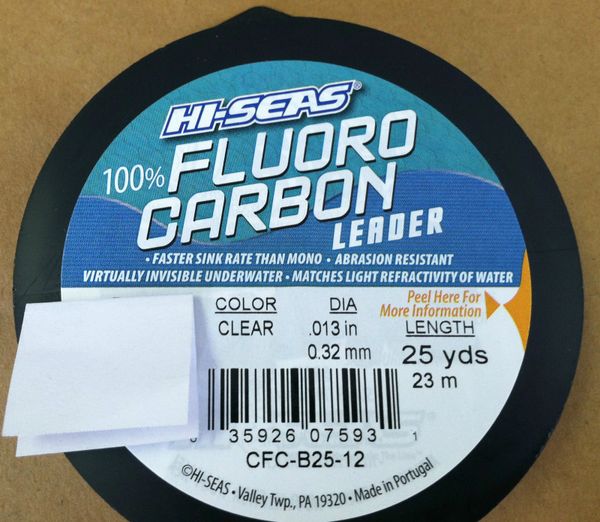 HI-SEAS®
100% FLUORO
CARBON
LEADER
• FASTER SINK RATE THAN MONO • ABRASION RESISTANT
VIRTUALLY INVISIBLE UNDERWATER • MATCHES LIGHT REFRACTIVITY OF WATER
Peel Here For
More Information
COLOR DIA LENGTH
CLEAR .013 in 25 yds
0.32 mm 23 m
0 35926 07593 1
CFC-B25-12
©HI-SEAS • Valley Twp., PA 19320 • Made in Portugal